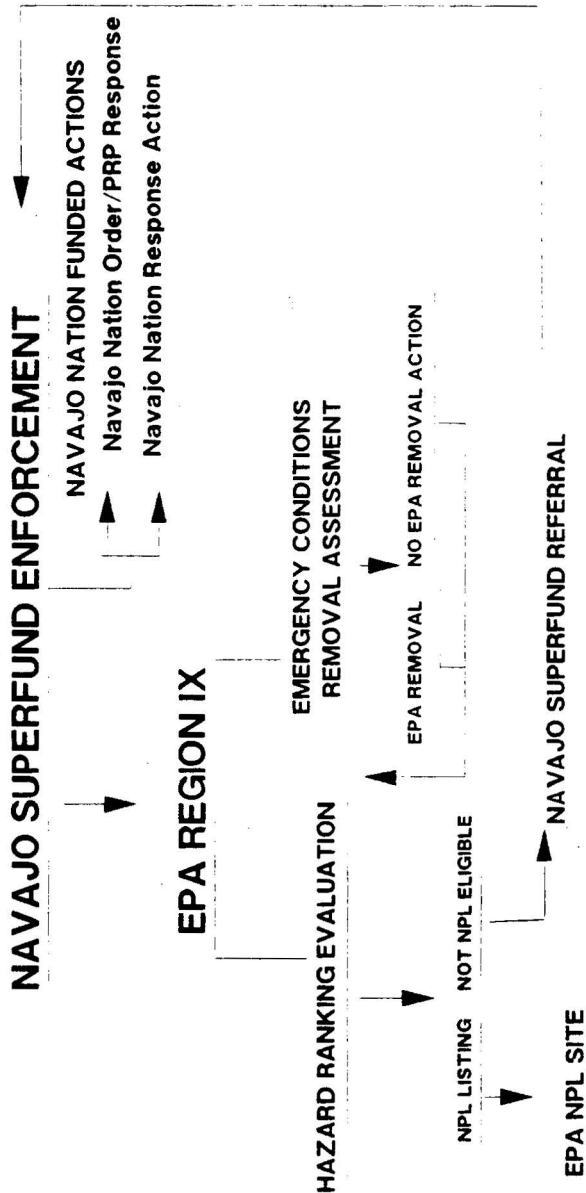 NAVAJO SUPERFUND ENFORCEMENT
NAVAJO NATION FUNDED ACTIONS
Navajo Nation Order/PRP Response
Navajo Nation Response Action
EPA REGION IX
HAZARD RANKING EVALUATION
EMERGENCY CONDITIONS
REMOVAL ASSESSMENT
EPA REMOVAL
NO EPA REMOVAL ACTION
NPL LISTING
NOT NPL ELIGIBLE
EPA NPL SITE
NAVAJO SUPERFUND REFERRAL